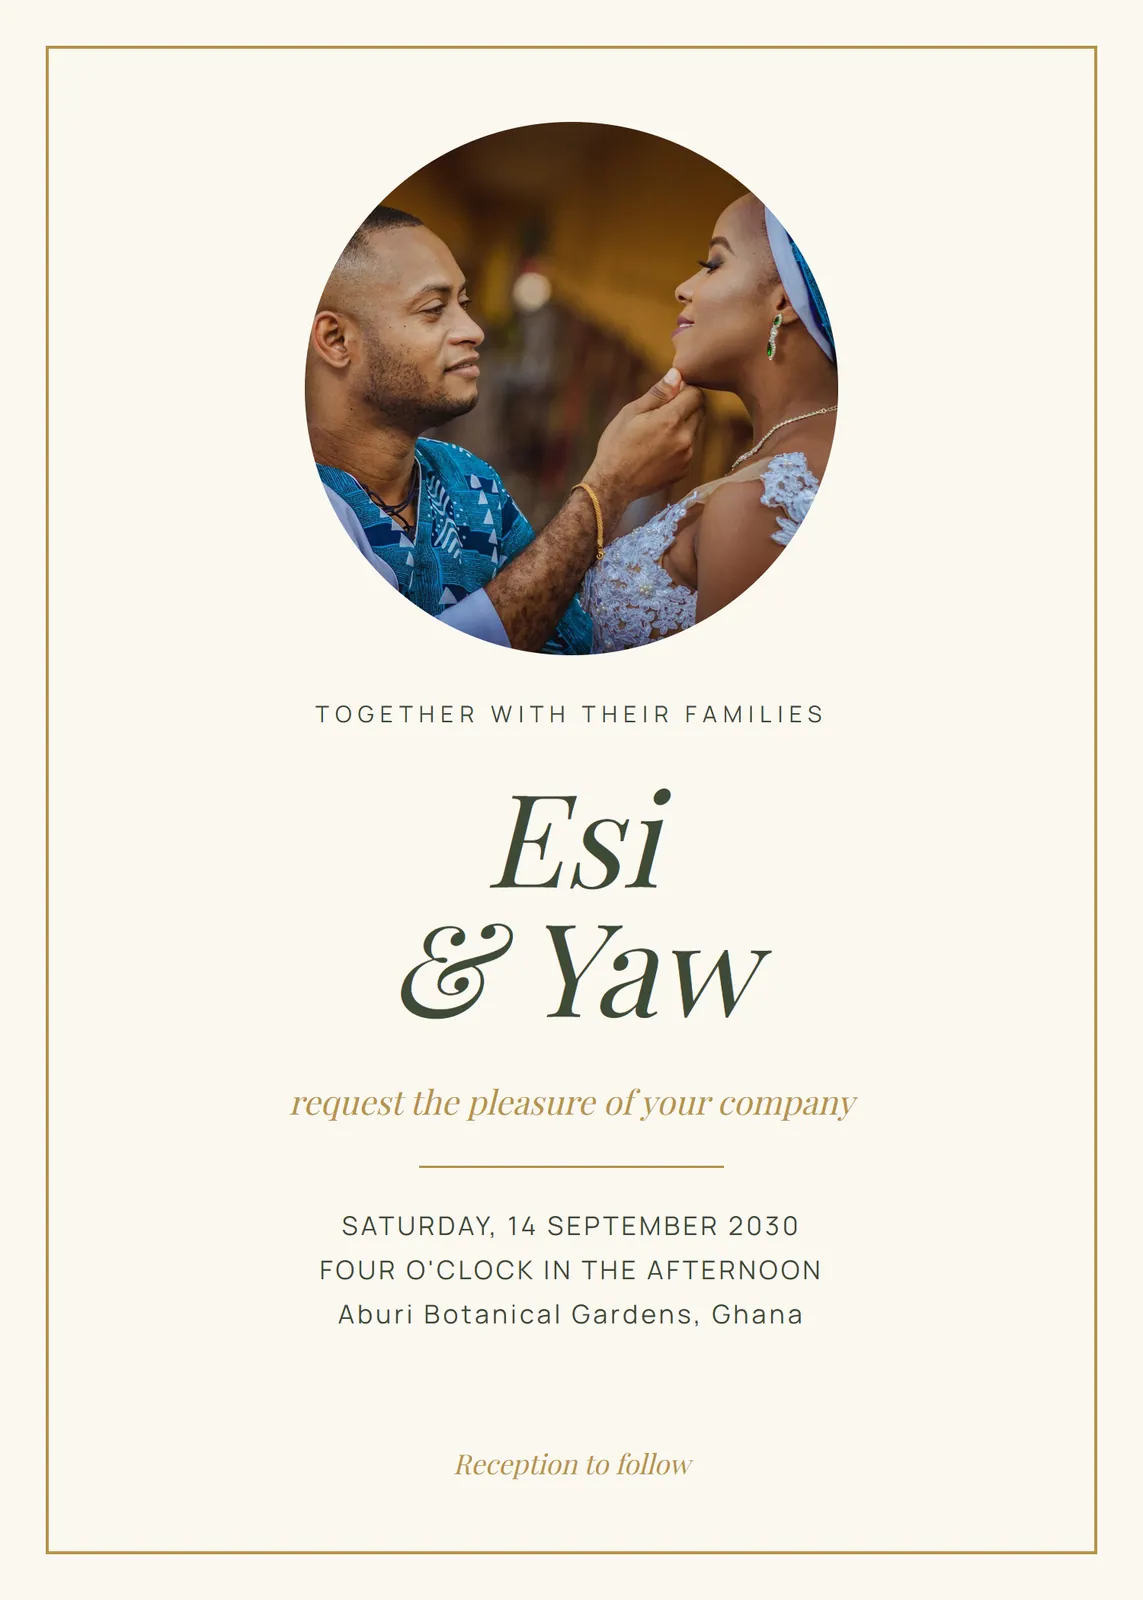 TOGETHER WITH THEIR FAMILIES
Esi
& Yaw
request the pleasure of your company
SATURDAY, 14 SEPTEMBER 2030
FOUR O'CLOCK IN THE AFTERNOON
Aburi Botanical Gardens, Ghana
Reception to follow